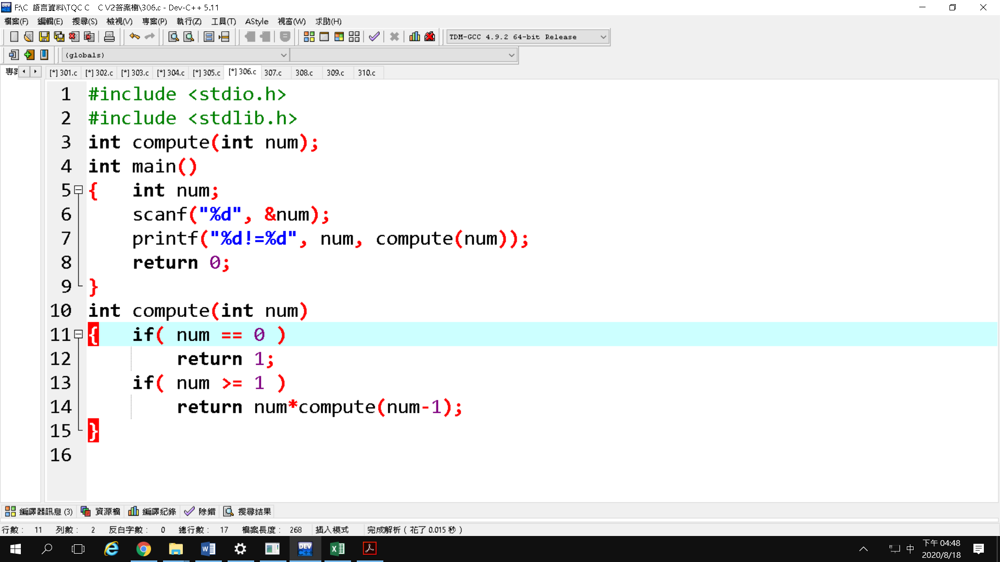 F:\C 語言資料\TQC C    C V2答案檔\306.c - Dev-C++ 5.11
檔案(F) 編輯(E) 搜尋(S) 檢視(V) 專案(P) 執行(Z) 工具(T) AStyle 視窗(W) 求助(H)
TDM-GCC 4.9.2 64-bit Release
(globals)
[*] 301.c [*] 302.c [*] 303.c [*] 304.c [*] 305.c [*] 306.c 307.c 308.c 309.c 310.c
1 #include <stdio.h>
2 #include <stdlib.h>
3 int compute(int num);
4 int main()
5 {   int num;
6     scanf("%d", &num);
7     printf("%d!=%d", num, compute(num));
8     return 0;
9 }
10 int compute(int num)
11 {   if( num == 0 )
12         return 1;
13     if( num >= 1 )
14         return num*compute(num-1);
15 }
16
編譯器訊息 (3) 資源檔 編譯紀錄 除錯 搜尋結果
行數： 11 列數： 2 反白字數： 0 總行數： 17 檔案長度： 268 插入模式 完成解析 ( 花了 0.015 秒 )
DEV C++ 中 下午 04:48
2020/8/18